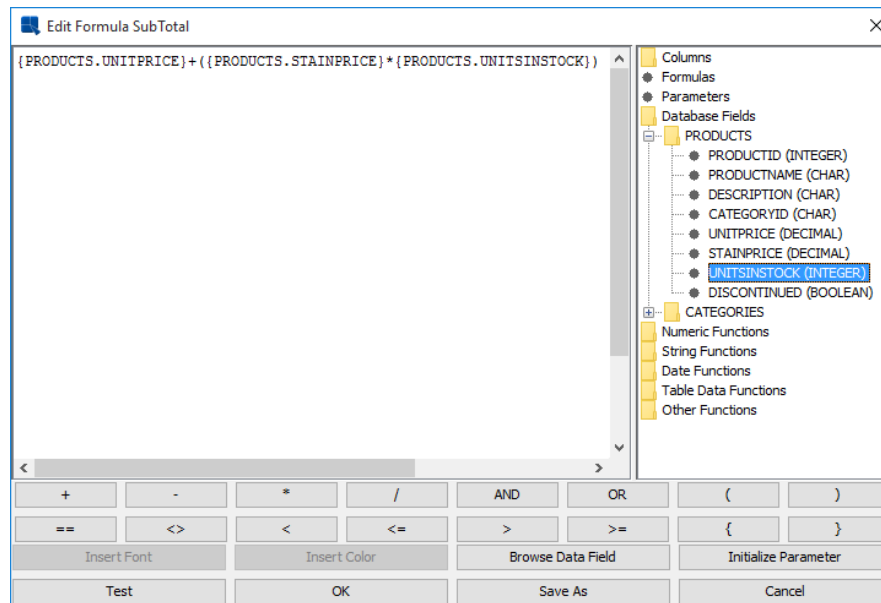 Edit Formula SubTotal
{PRODUCTS.UNITPRICE}+({PRODUCTS.STAINPRICE}*{PRODUCTS.UNITSINSTOCK})
Columns
Formulas
Parameters
Database Fields
PRODUCTS
PRODUCTID (INTEGER)
PRODUCTNAME (CHAR)
DESCRIPTION (CHAR)
CATEGORYID (CHAR)
UNITPRICE (DECIMAL)
STAINPRICE (DECIMAL)
UNITSINSTOCK (INTEGER)
DISCONTINUED (BOOLEAN)
CATEGORIES
Numeric Functions
String Functions
Date Functions
Table Data Functions
Other Functions
+ - * / AND OR ( )
== <> < <= > >= { }
Insert Font Insert Color Browse Data Field Initialize Parameter
Test OK Save As Cancel